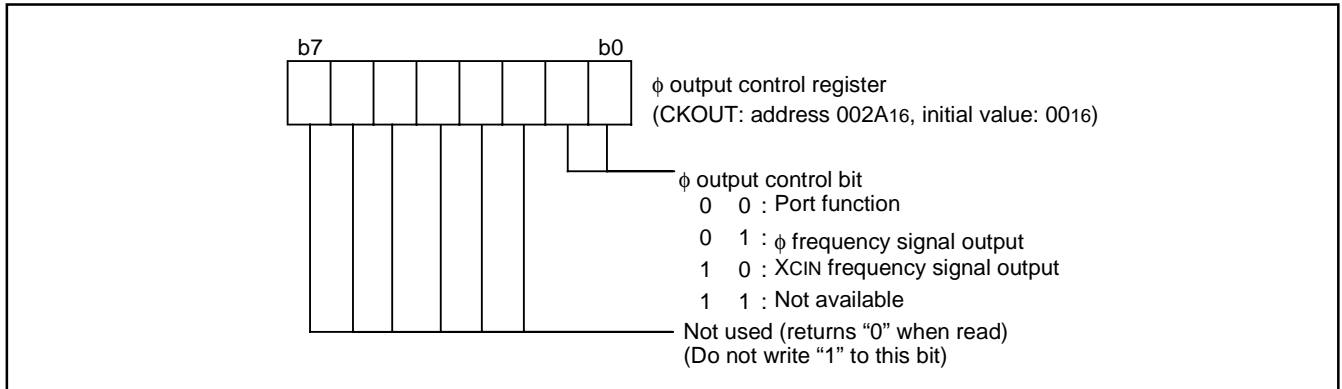 b7 b0
ϕ output control register
(CKOUT: address 002A16, initial value: 0016)
ϕ output control bit
0 0 : Port function
0 1 : ϕ frequency signal output
1 0 : XCIN frequency signal output
1 1 : Not available
Not used (returns “0” when read)
(Do not write “1” to this bit)